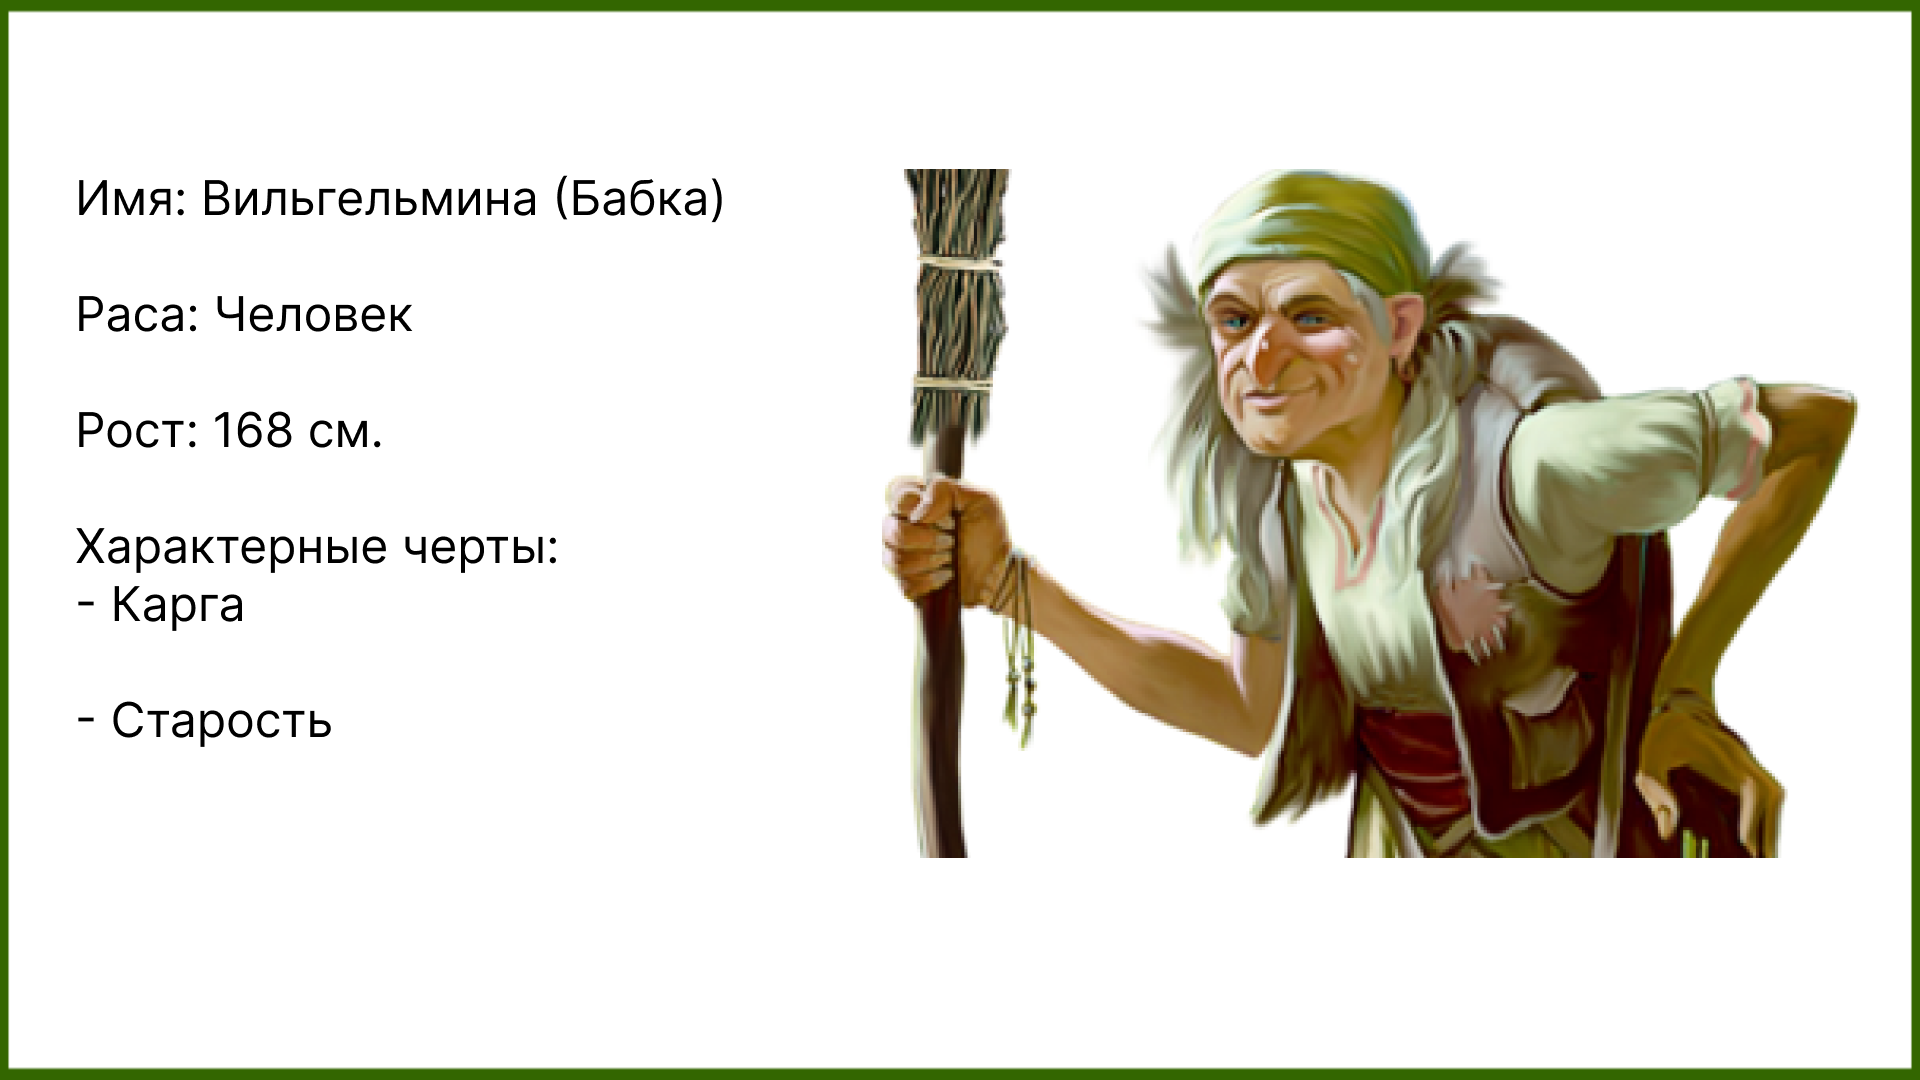 Имя: Вильгельмина (Бабка)
Раса: Человек
Рост: 168 см.
Характерные черты:
- Карга
- Старость